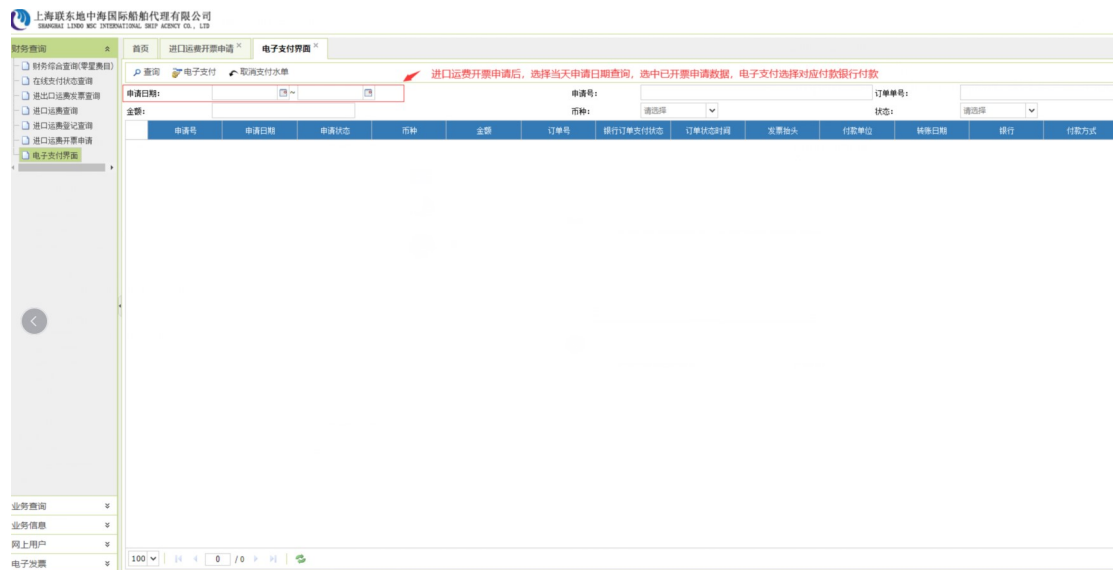 上海联东地中海国际船舶代理有限公司
SHANGHAI LINDO MSC INTERNATIONAL SHIP AGENCY CO., LTD
财务查询
财务综合查询(零星费目)
在线支付状态查询
进出口运费发票查询
进口运费查询
进口运费登记查询
进口运费开票申请
电子支付界面
首页 进口运费开票申请 × 电子支付界面 ×
查询 电子支付 取消支付水单
进口运费开票申请后，选择当天申请日期查询，选中已开票申请数据，电子支付选择对应付款银行付款
申请日期: ~ 申请号: 订单单号:
金额: 币种: 请选择 状态: 请选择
申请号 申请日期 申请状态 币种 金额 订单号 银行订单支付状态 订单状态时间 发票抬头 付款单位 转账日期 银行 付款方式
业务查询
业务信息
网上用户
电子发票
100 0 / 0